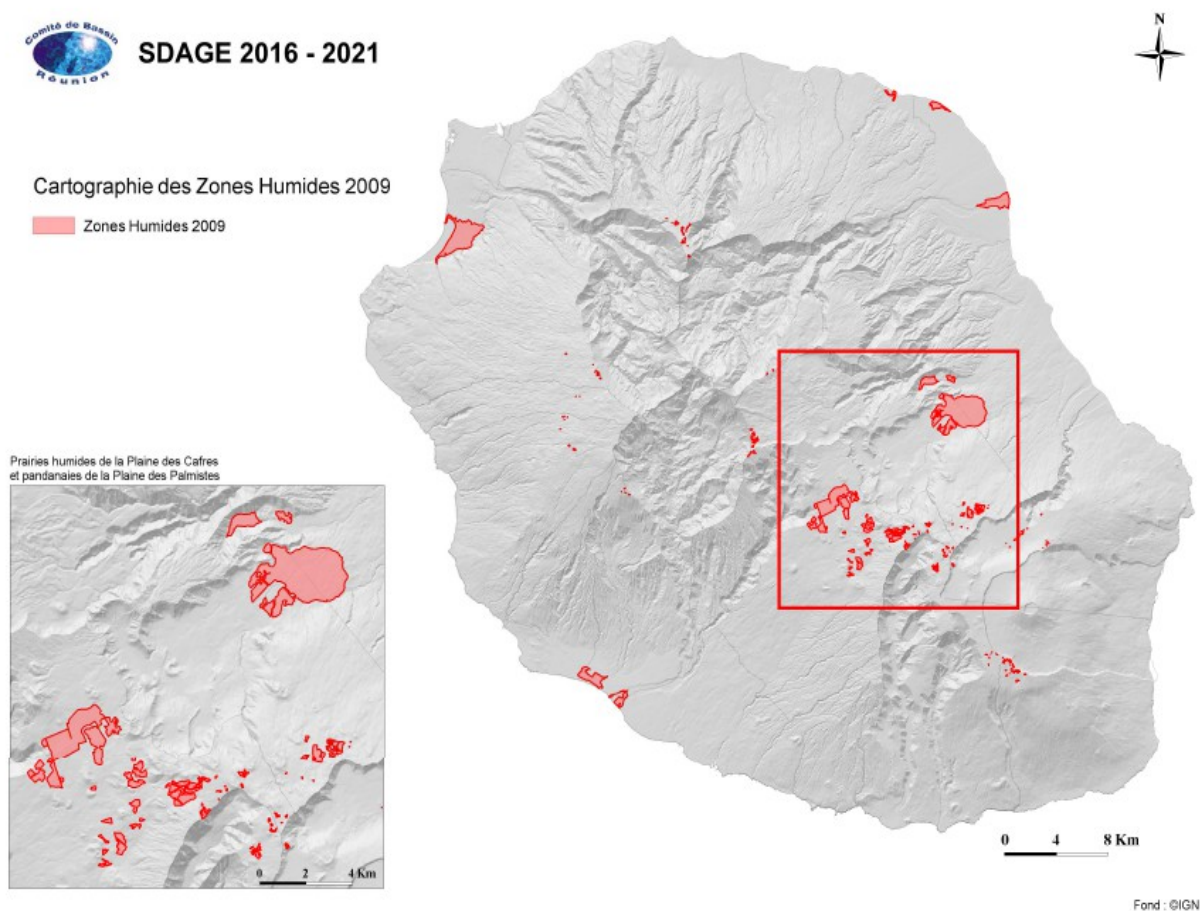 Comité de Bassin
Réunion
SDAGE 2016 - 2021
N
Cartographie des Zones Humides 2009
Zones Humides 2009
Prairies humides de la Plaine des Cafres
et pandanaies de la Plaine des Palmistes
0 2 4 Km
0 4 8 Km
Fond : ©IGN